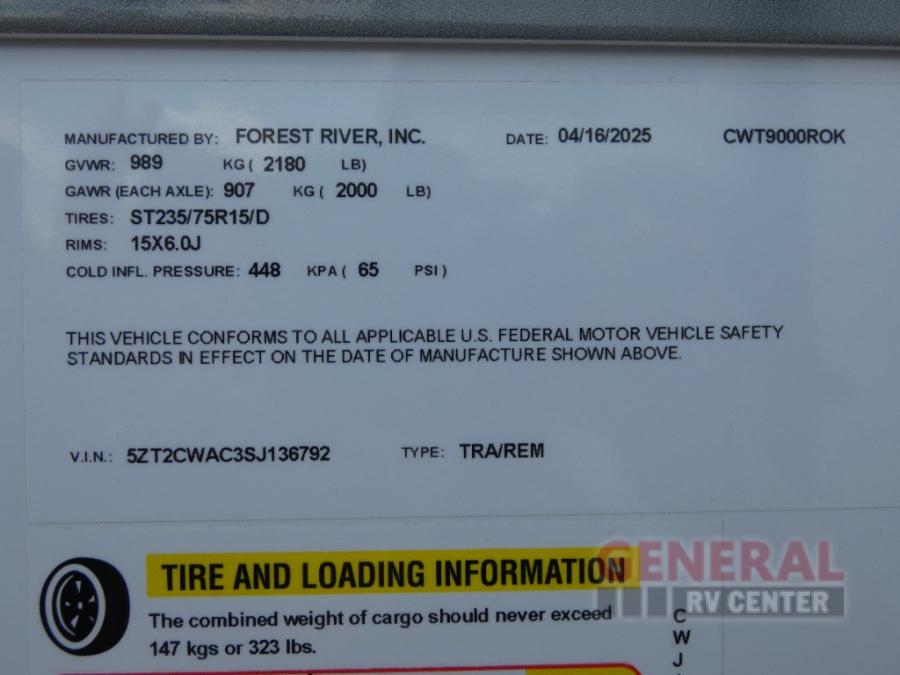 MANUFACTURED BY: FOREST RIVER, INC. DATE: 04/16/2025 CWT9000ROK
GVWR: 989 KG ( 2180 LB)
GAWR (EACH AXLE): 907 KG ( 2000 LB)
TIRES: ST235/75R15/D
RIMS: 15X6.0J
COLD INFL. PRESSURE: 448 KPA ( 65 PSI )
THIS VEHICLE CONFORMS TO ALL APPLICABLE U.S. FEDERAL MOTOR VEHICLE SAFETY
STANDARDS IN EFFECT ON THE DATE OF MANUFACTURE SHOWN ABOVE.
V.I.N.: 5ZT2CWAC3SJ136792 TYPE: TRA/REM
TIRE AND LOADING INFORMATION
The combined weight of cargo should never exceed
147 kgs or 323 lbs.
GENERAL
RV CENTER
C
W
J